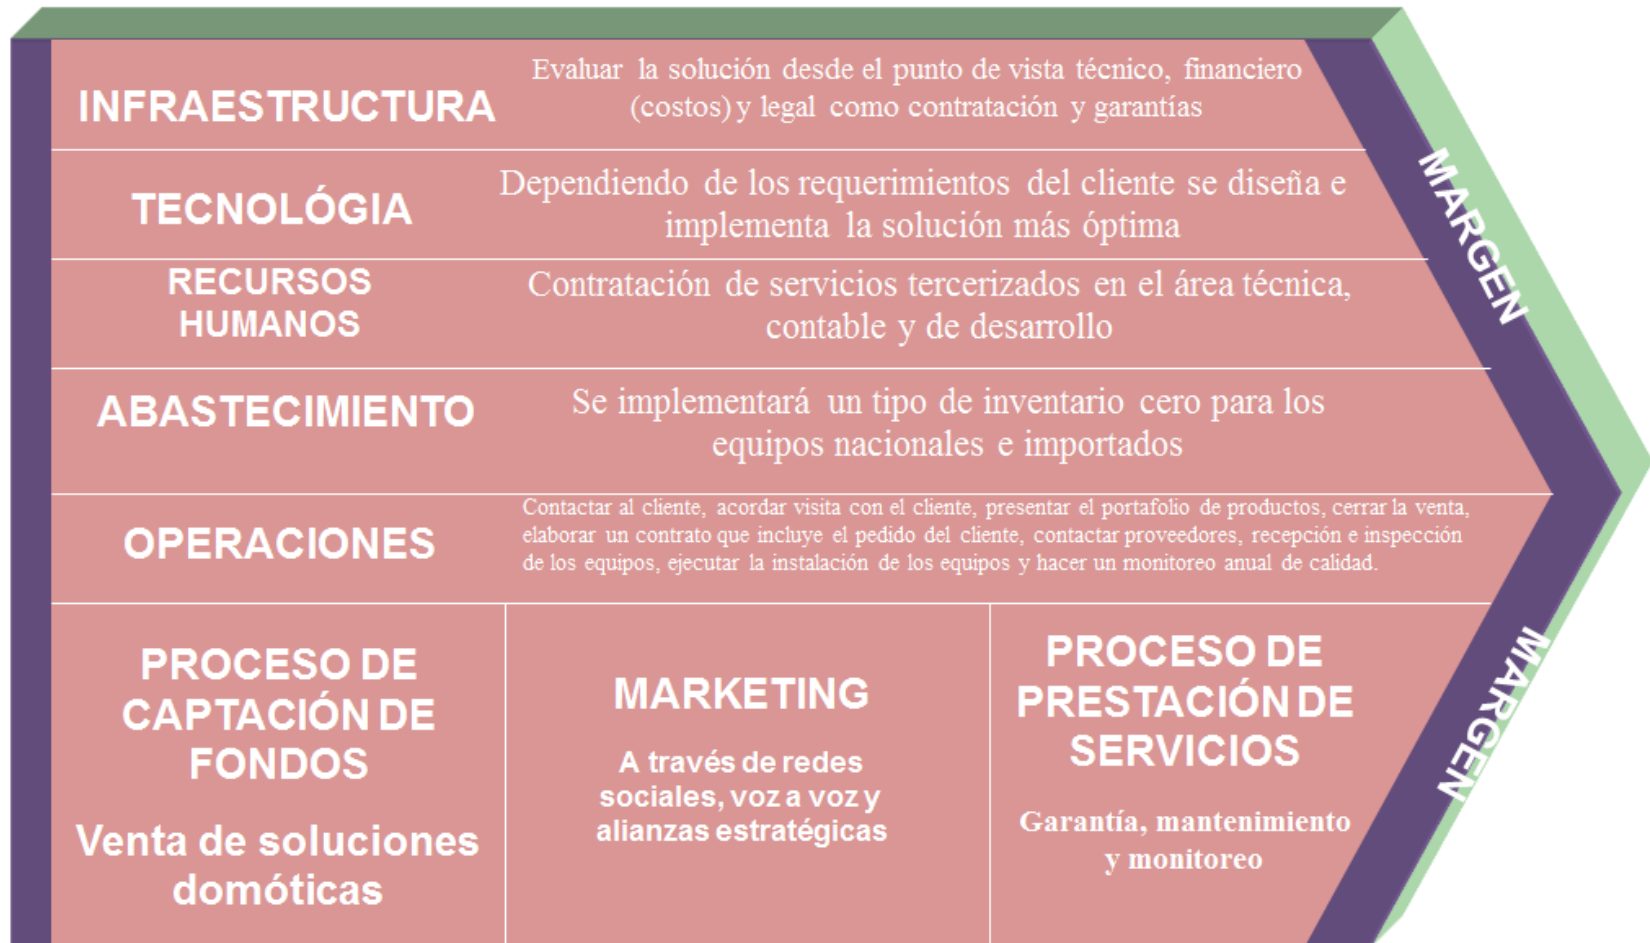 INFRAESTRUCTURA
Evaluar la solución desde el punto de vista técnico, financiero
(costos) y legal como contratación y garantías
TECNOLÓGIA
Dependiendo de los requerimientos del cliente se diseña e
implementa la solución más óptima
RECURSOS
HUMANOS
Contratación de servicios tercerizados en el área técnica,
contable y de desarrollo
ABASTECIMIENTO
Se implementará un tipo de inventario cero para los
equipos nacionales e importados
OPERACIONES
Contactar al cliente, acordar visita con el cliente, presentar el portafolio de productos, cerrar la venta,
elaborar un contrato que incluye el pedido del cliente, contactar proveedores, recepción e inspección
de los equipos, ejecutar la instalación de los equipos y hacer un monitoreo anual de calidad.
PROCESO DE
CAPTACIÓN DE
FONDOS
Venta de soluciones
domóticas
MARKETING
A través de redes
sociales, voz a voz y
alianzas estratégicas
PROCESO DE
PRESTACIÓN DE
SERVICIOS
Garantía, mantenimiento
y monitoreo
MARGEN
MARGEN